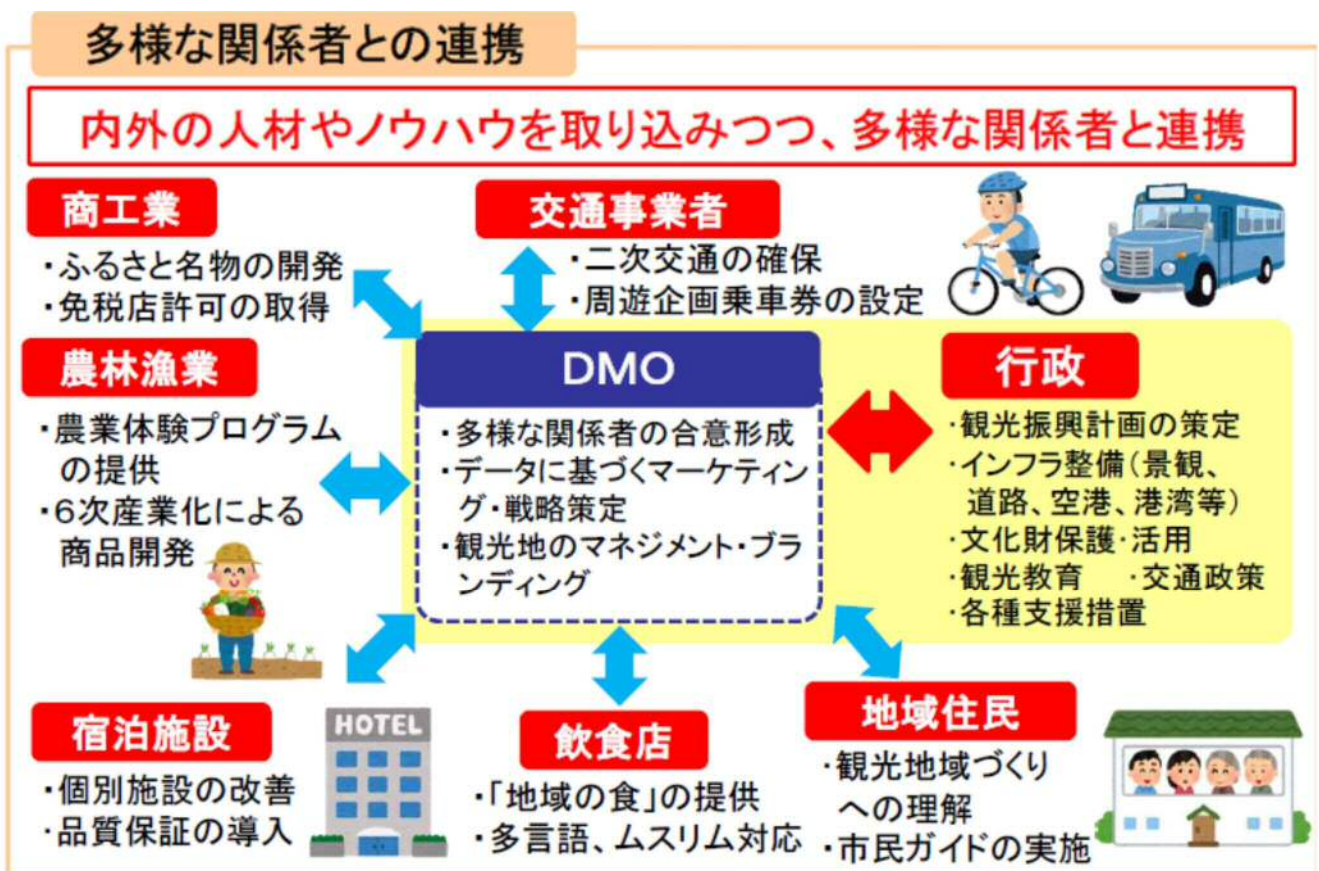 多様な関係者との連携
内外の人材やノウハウを取り込みつつ、多様な関係者と連携
商工業
・ふるさと名物の開発
・免税店許可の取得
交通事業者
・二次交通の確保
・周遊企画乗車券の設定
農林漁業
・農業体験プログラム
の提供
・6次産業化による
商品開発
DMO
・多様な関係者の合意形成
・データに基づくマーケティン
グ・戦略策定
・観光地のマネジメント・ブラ
ンディング
行政
・観光振興計画の策定
・インフラ整備(景観、
道路、空港、港湾等)
・文化財保護・活用
・観光教育 ・交通政策
・各種支援措置
宿泊施設
・個別施設の改善
・品質保証の導入
HOTEL
飲食店
・「地域の食」の提供
・多言語、ムスリム対応
地域住民
・観光地域づくり
への理解
・市民ガイドの実施